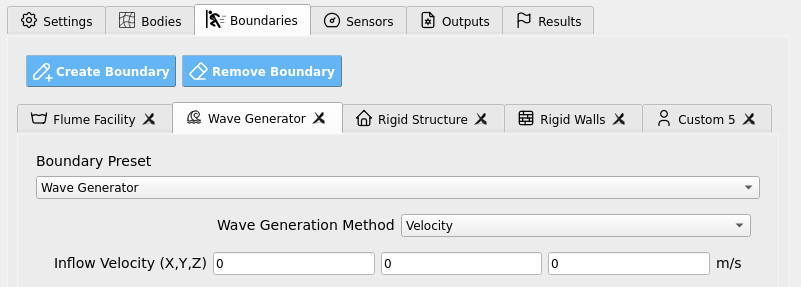 Settings Bodies Boundaries Sensors Outputs Results
Create Boundary Remove Boundary
Flume Facility Wave Generator Rigid Structure Rigid Walls Custom 5
Boundary Preset
Wave Generator
Wave Generation Method Velocity
Inflow Velocity (X,Y,Z) 0 0 0 m/s